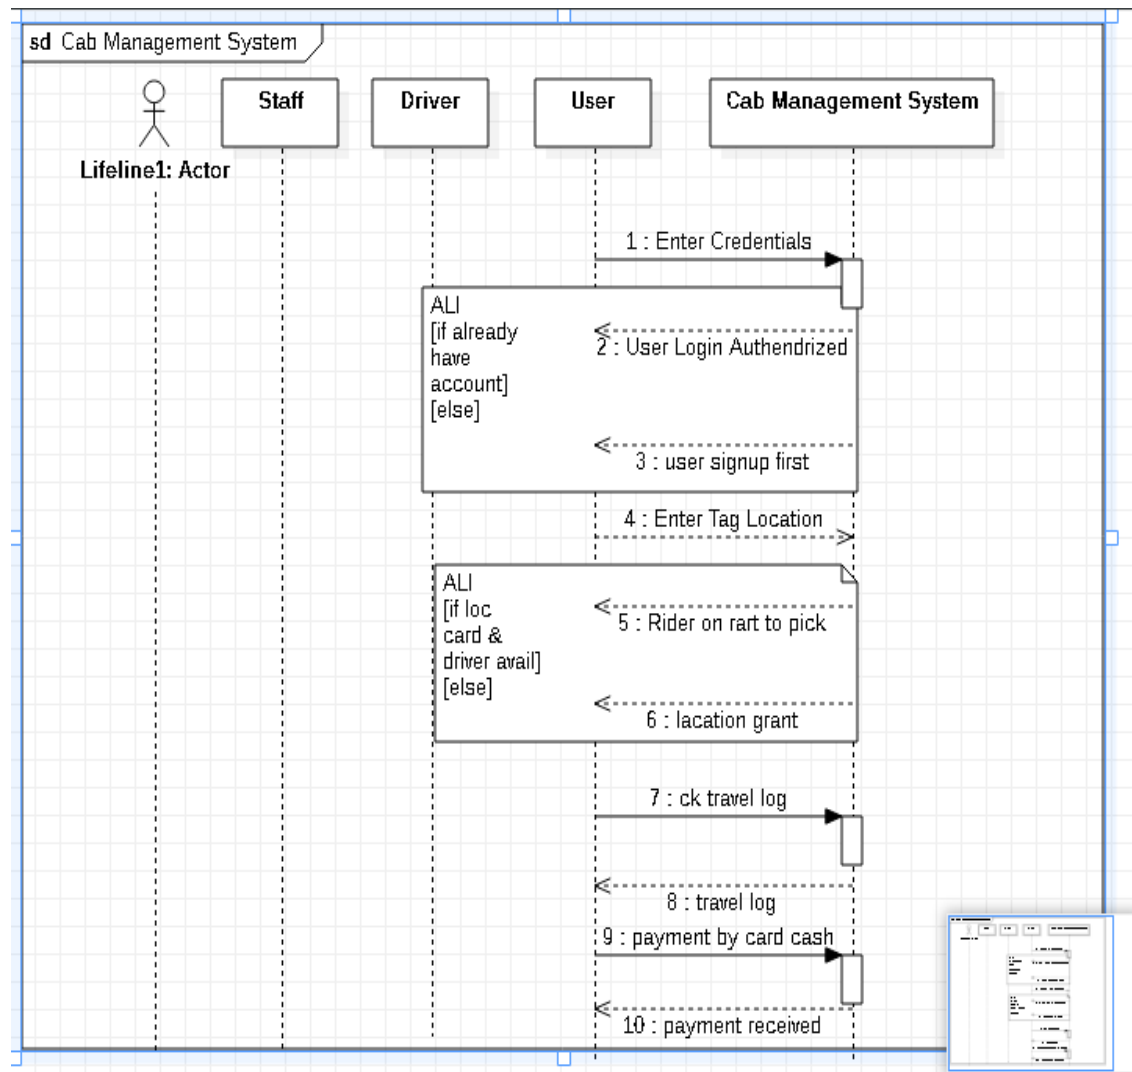 sd Cab Management System
Staff
Driver
User
Cab Management System
Lifeline1: Actor
1 : Enter Credentials
ALI
[if already
have
account]
[else]
2 : User Login Authendrized
3 : user signup first
4 : Enter Tag Location
ALI
[if loc
card &
driver avail]
[else]
5 : Rider on rart to pick
6 : lacation grant
7 : ck travel log
8 : travel log
9 : payment by card cash
10 : payment received